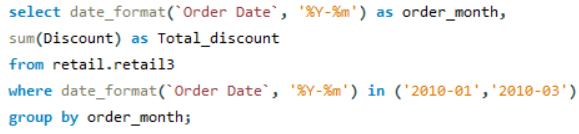 select date_format(`Order Date`, '%Y-%m') as order_month,
sum(Discount) as Total_discount
from retail.retail3
where date_format(`Order Date`, '%Y-%m') in ('2010-01','2010-03')
group by order_month;